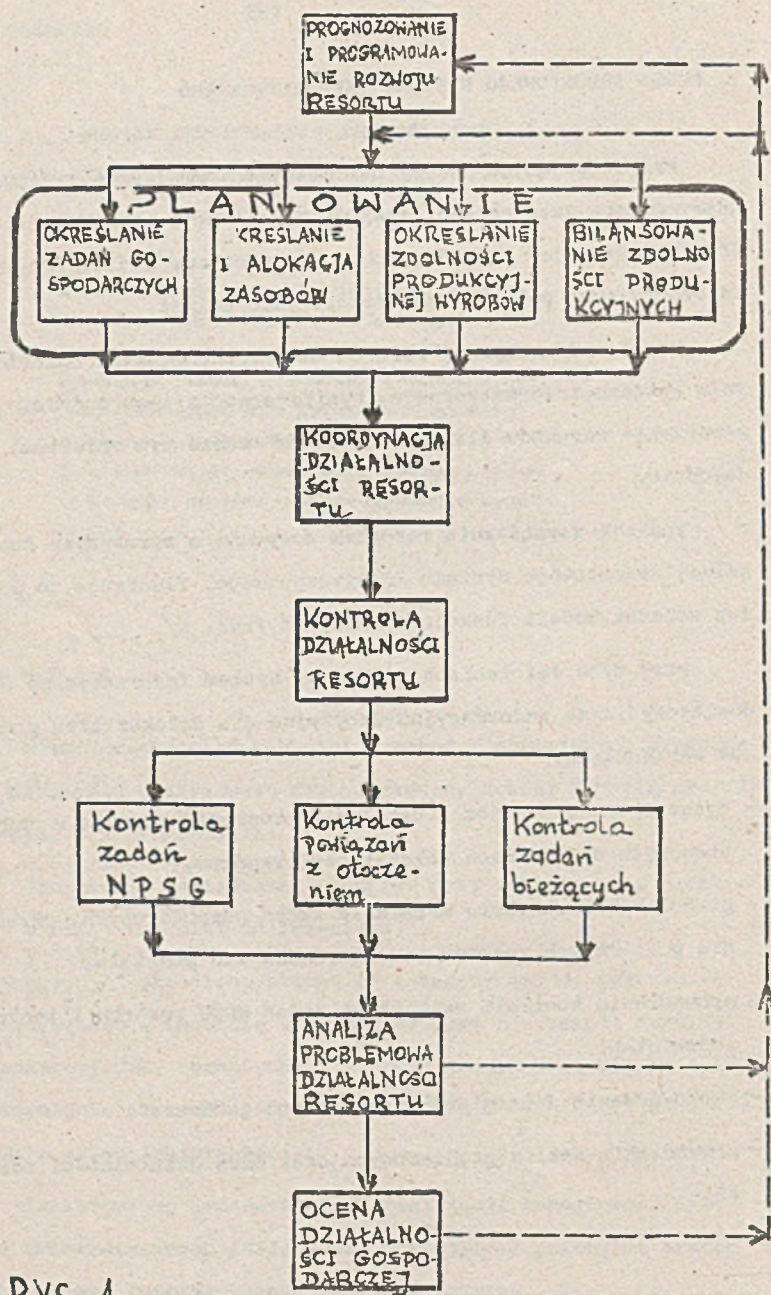 PROGNOZOWANIE
I PROGRAMOWA-
NIE ROZWOJU
RESORTU
PLANOWANIE
OKREŚLANIE
ZADAŃ GO-
SPODARCZYCH
KREŚLANIE
I ALOKACJA
ZASOBÓW
OKREŚLANIE
ZDOLNOŚCI
PRODUKCYJ-
NEJ WYROBÓW
BILANSOWA-
NIE ZDOLNO
ŚCI PRODU-
KCYJNYCH
KOORDYNACJA
DZIAŁALNO-
ŚCI RESOR-
TU
KONTROLA
DZIAŁALNOŚCI
RESORTU
Kontrola
zadań
NPSG
Kontrola
powiązań
z otocze-
niem
Kontrola
zadań
bieżących
ANALIZA
PROBLEMOWA
DZIAŁALNOŚCI
RESORTU
OCENA
DZIAŁALNO-
ŚCI GOSPO-
DARCZEJ
RYS. 1